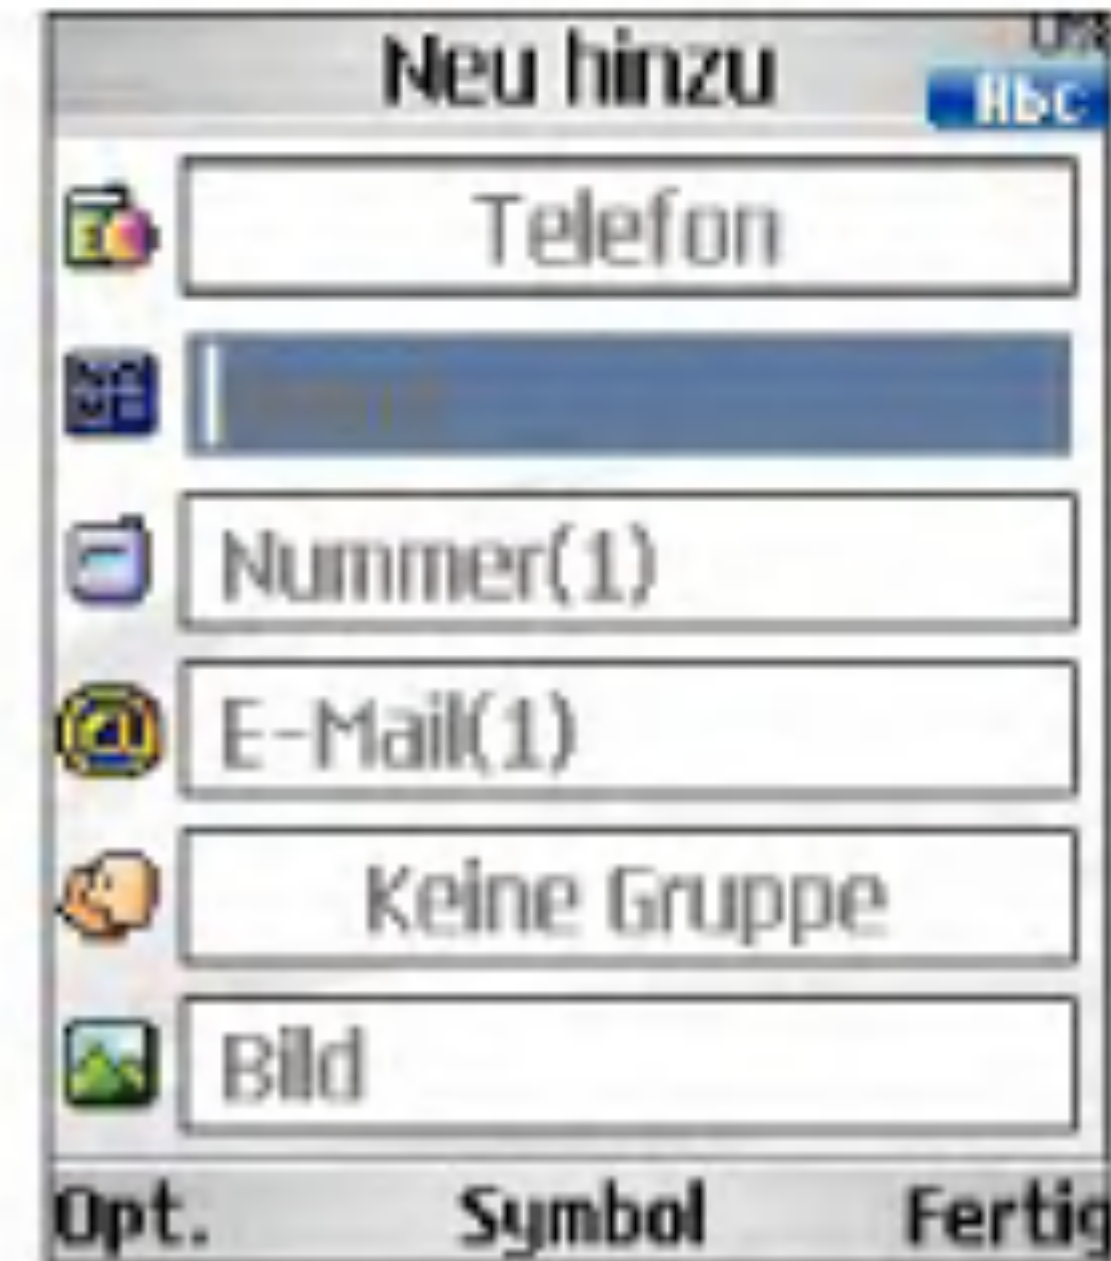 Neu hinzu
Abc
Telefon
Nummer(1)
E-Mail(1)
Keine Gruppe
Bild
Opt. Symbol Fertig